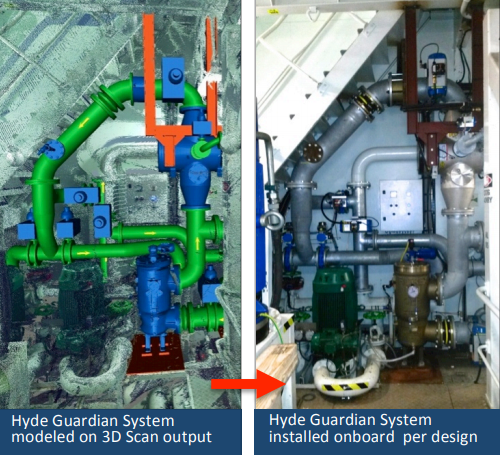 Hyde Guardian System
modeled on 3D Scan output
Hyde Guardian System
installed onboard per design